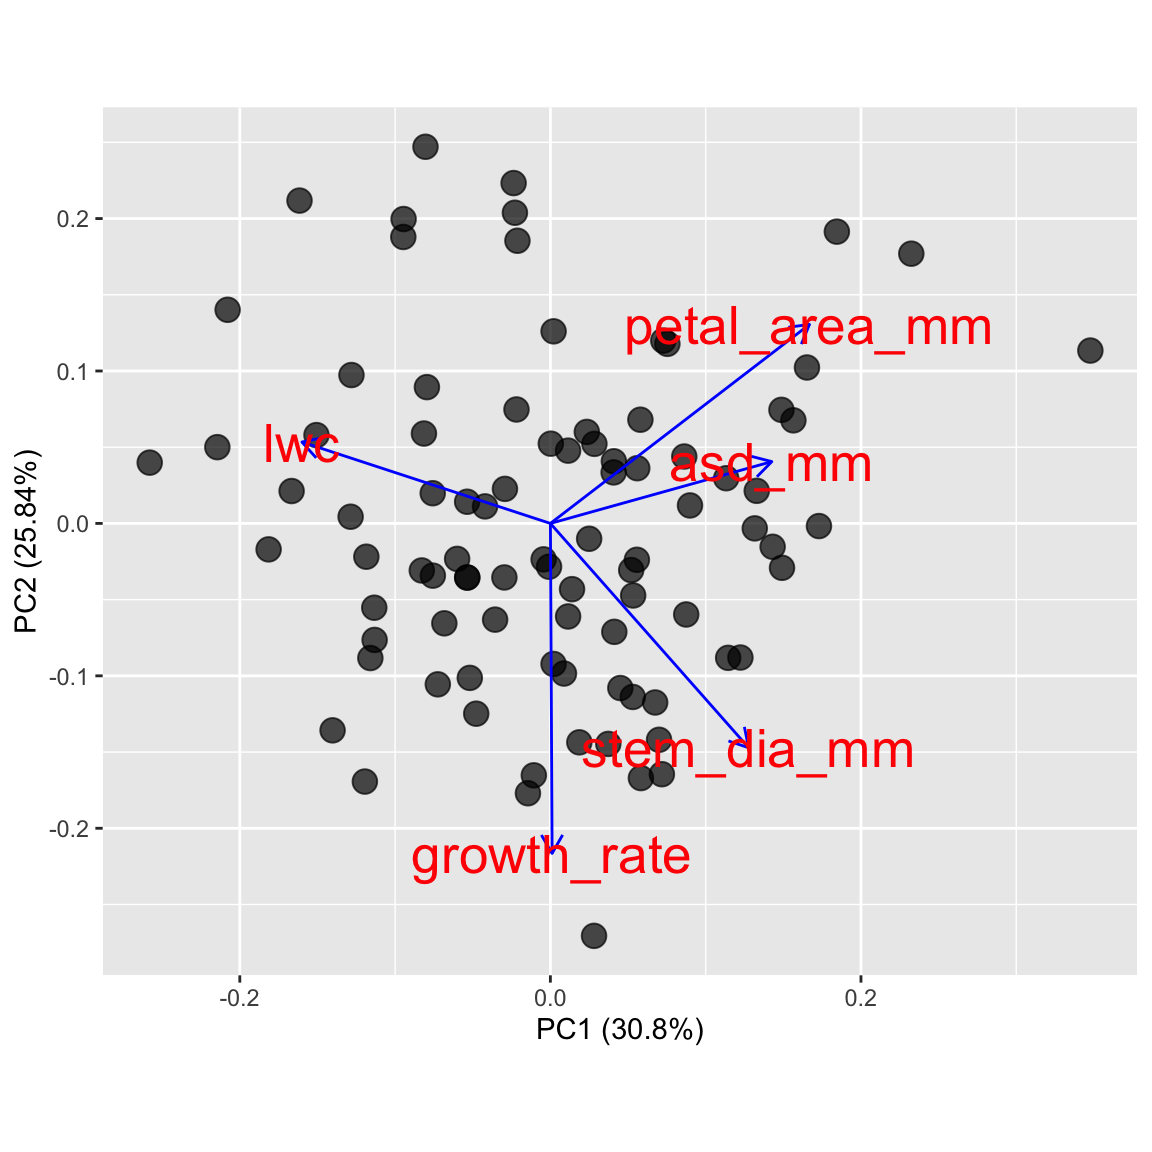 0.2
0.1
0.0
-0.1
-0.2
PC2 (25.84%)
petal_area_mm
lwc
asd_mm
stem_dia_mm
growth_rate
-0.2
0.0
0.2
PC1 (30.8%)